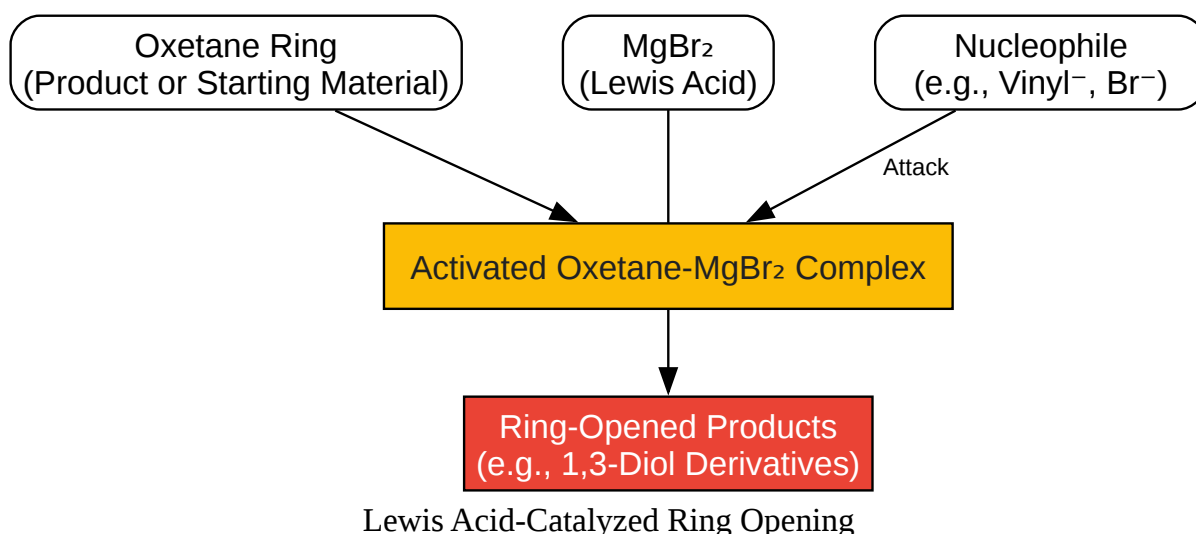 Oxetane Ring
(Product or Starting Material)
MgBr₂
(Lewis Acid)
Nucleophile
(e.g., Vinyl⁻, Br⁻)
Attack
Activated Oxetane-MgBr₂ Complex
Ring-Opened Products
(e.g., 1,3-Diol Derivatives)
Lewis Acid-Catalyzed Ring Opening